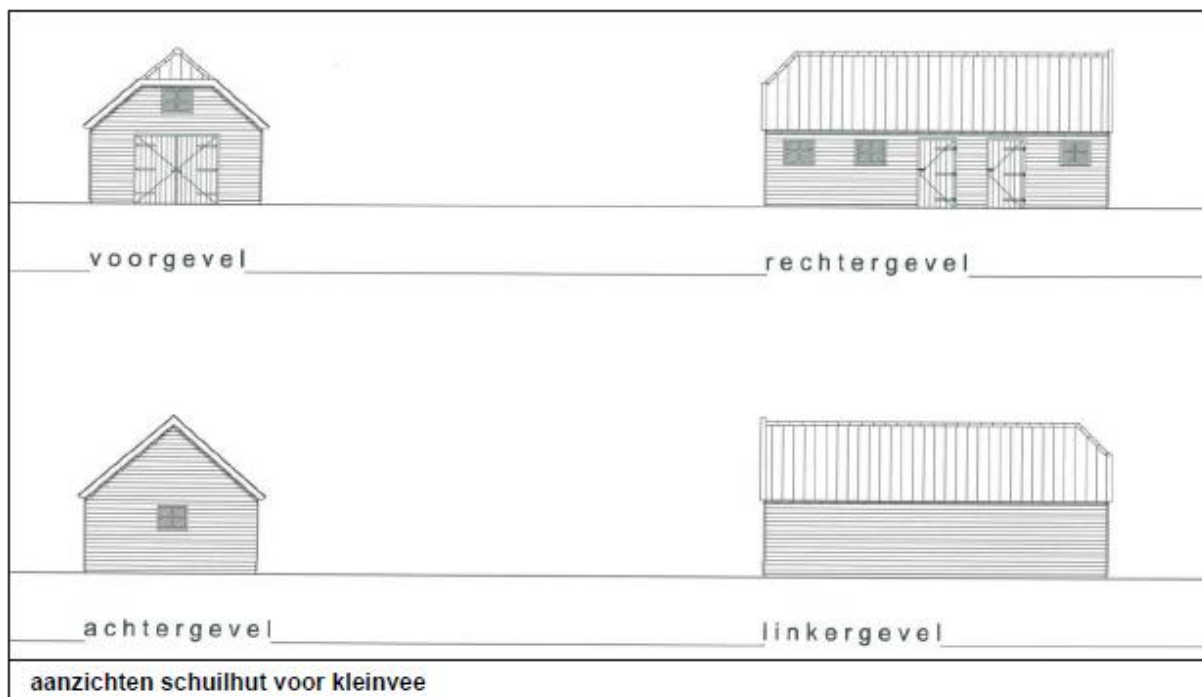 voorgevel
rechtergevel
achtergevel
linkergevel
aanzichten schuilhut voor kleinvee